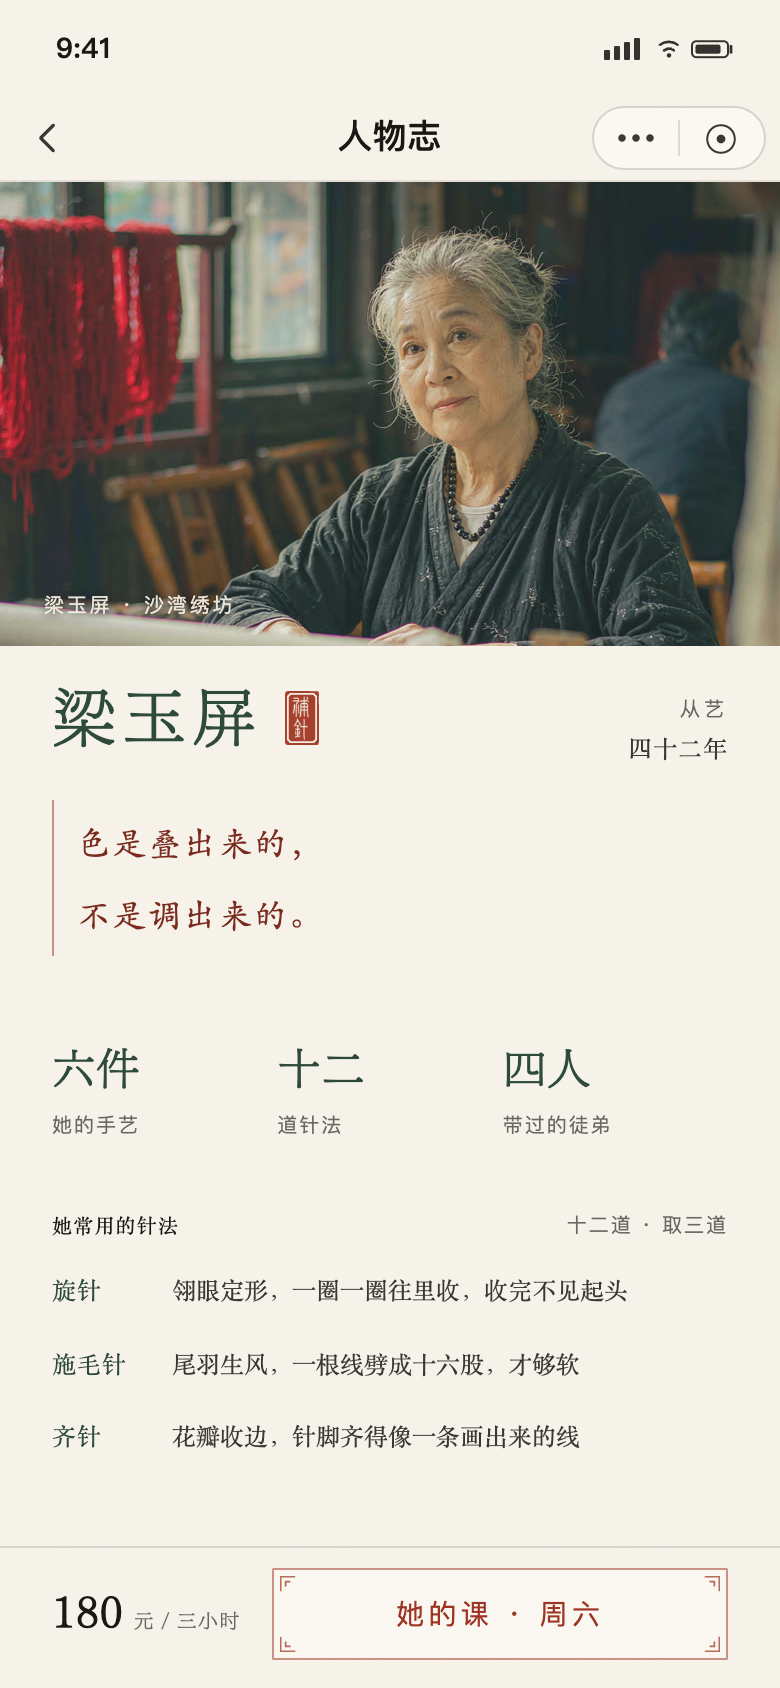 9:41
人物志
梁玉屏 · 沙湾绣坊
梁玉屏
補針
从艺
四十二年
色是叠出来的，
不是调出来的。
六件
她的手艺
十二
道针法
四人
带过的徒弟
她常用的针法
十二道 · 取三道
旋针
翎眼定形，一圈一圈往里收，收完不见起头
施毛针
尾羽生风，一根线劈成十六股，才够软
齐针
花瓣收边，针脚齐得像一条画出来的线
180 元 / 三小时
她的课 · 周六